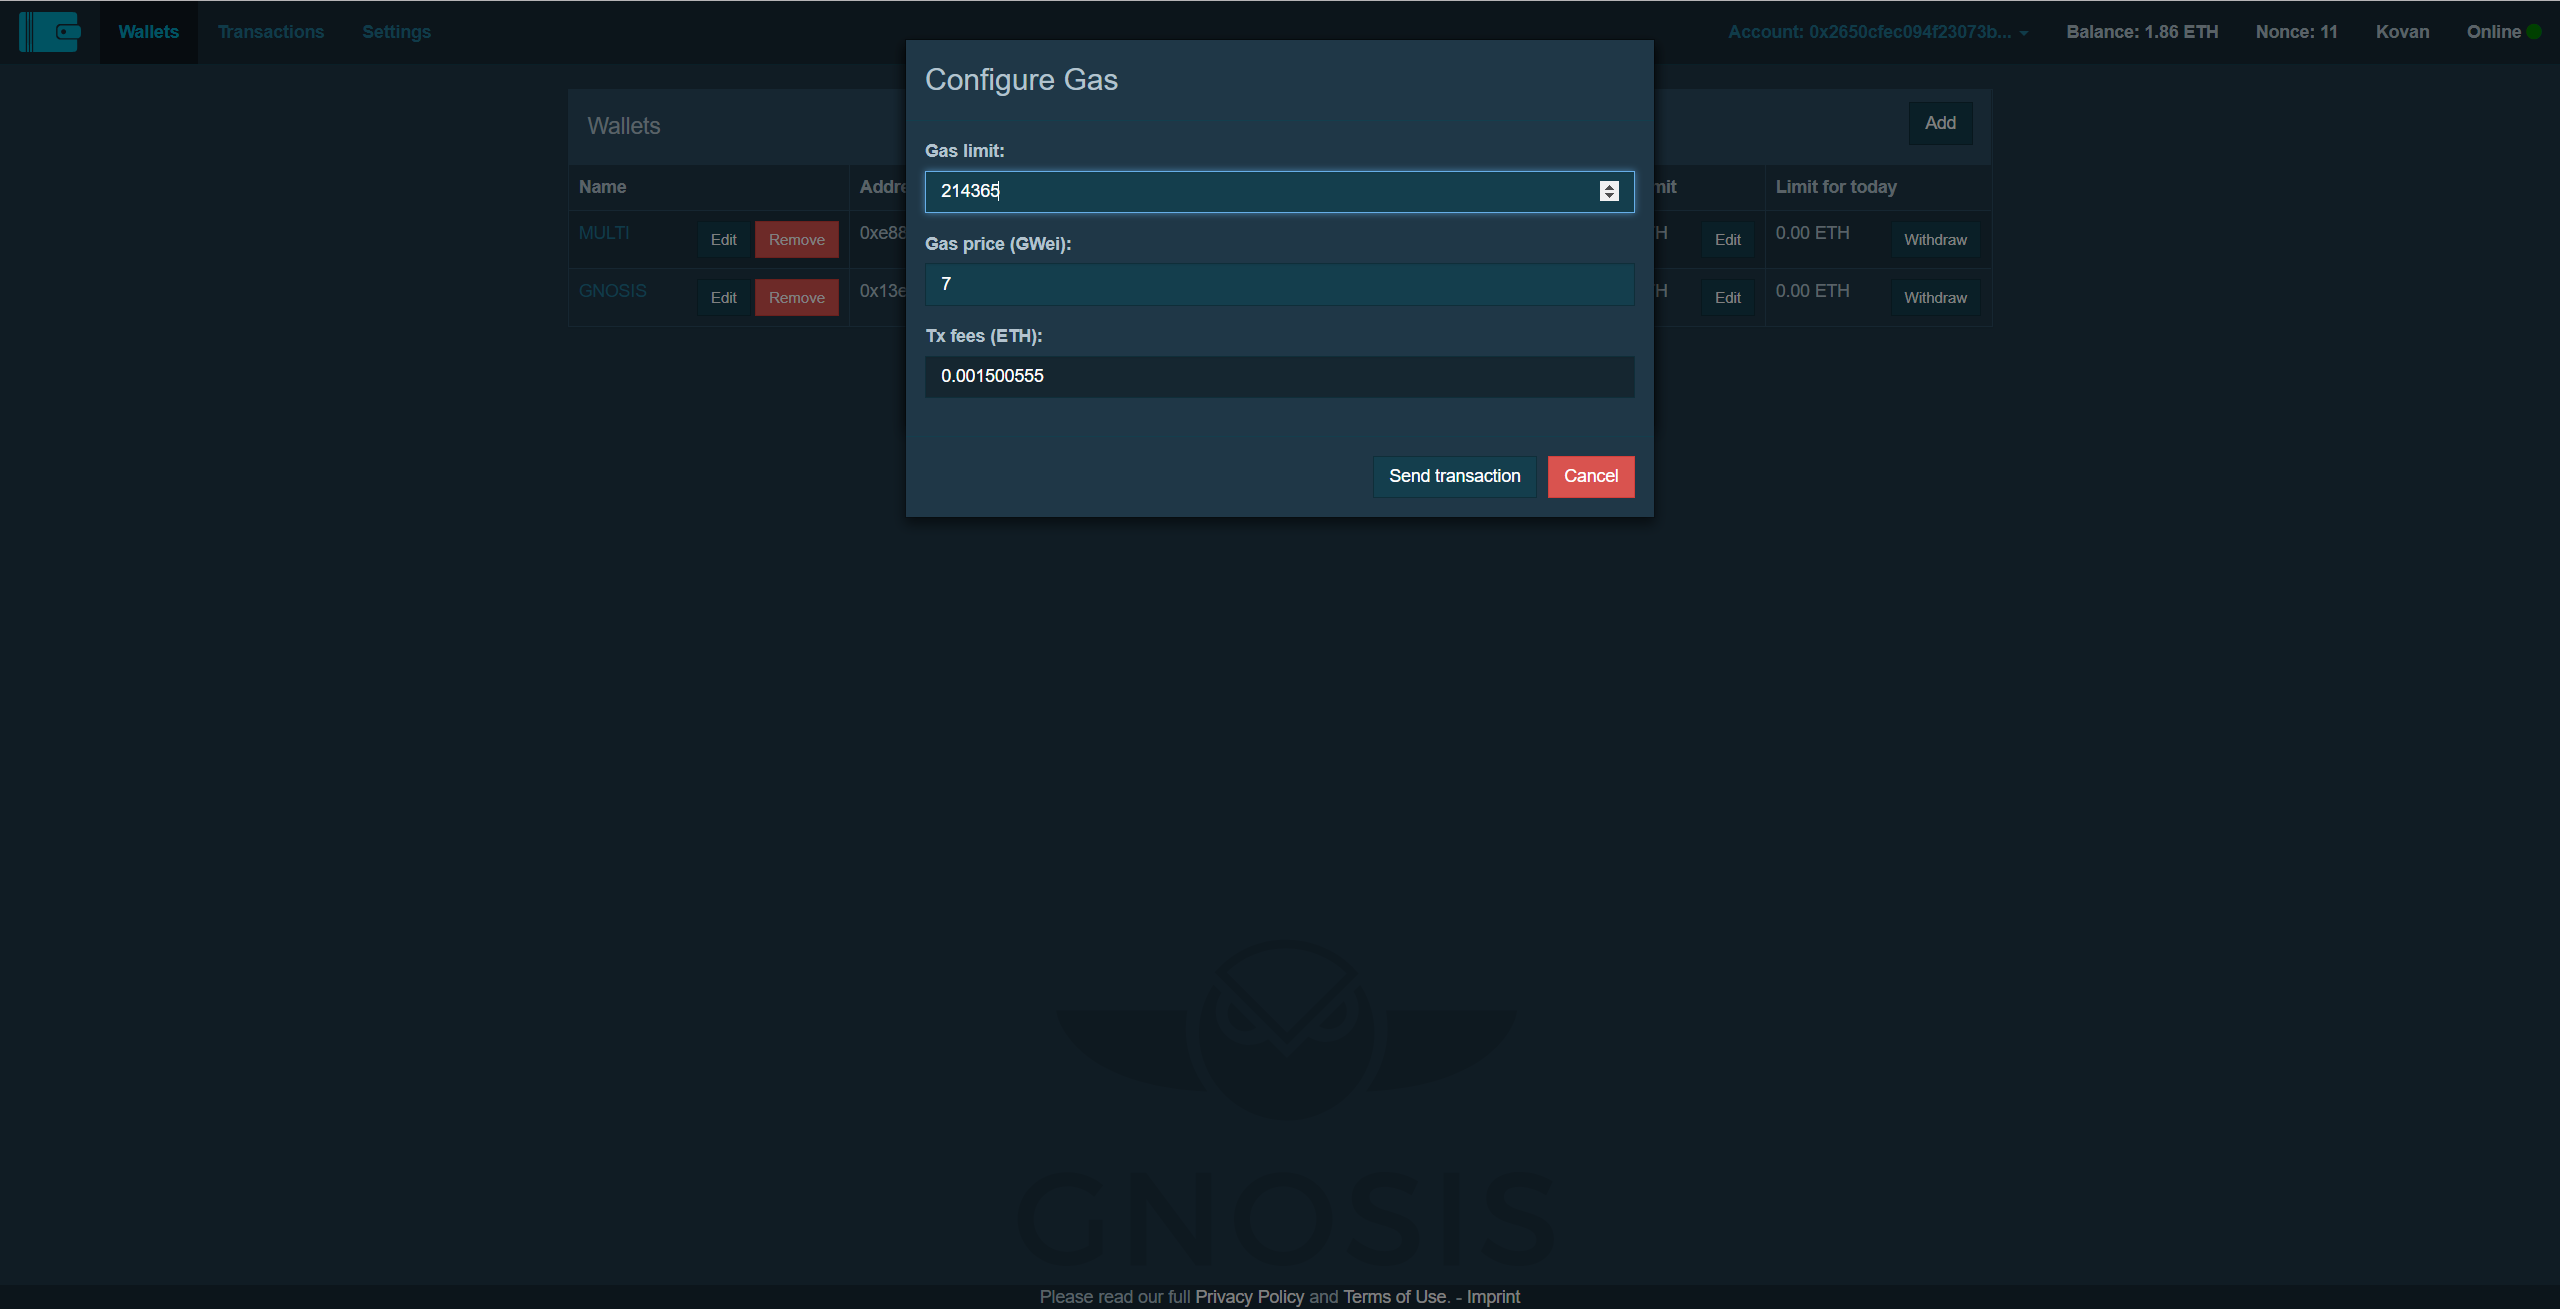 Wallets Transactions Settings Account: 0x2650cfec094f23073b... Balance: 1.86 ETH Nonce: 11 Kovan Online
Configure Gas
Wallets Add
Gas limit:
214365
Name Addre mit Limit for today
MULTI Edit Remove 0xe88 H Edit 0.00 ETH Withdraw
Gas price (GWei):
7
GNOSIS Edit Remove 0x13e H Edit 0.00 ETH Withdraw
Tx fees (ETH):
0.001500555
Send transaction Cancel
GNOSIS
Please read our full Privacy Policy and Terms of Use. - Imprint